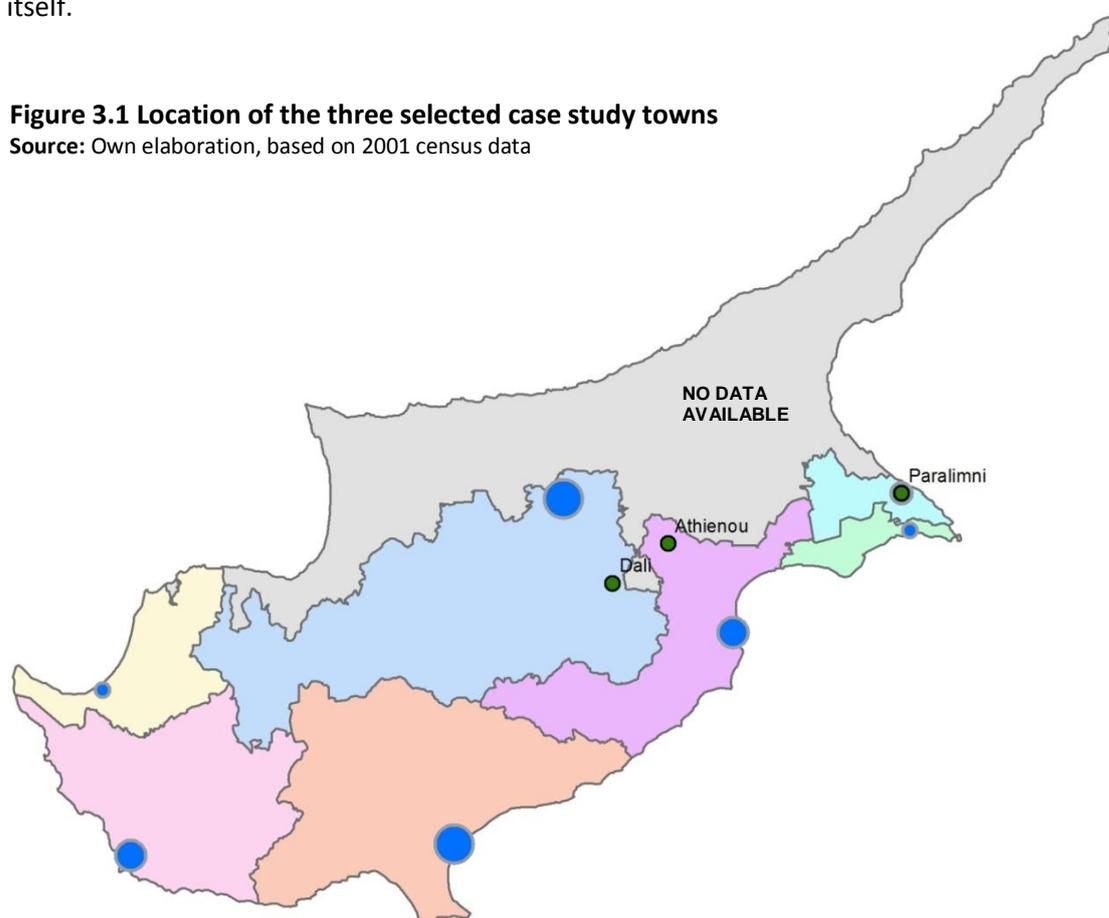 itself.
Figure 3.1 Location of the three selected case study towns
Source: Own elaboration, based on 2001 census data
NO DATA
AVAILABLE
Paralimni
Athienou
Dali